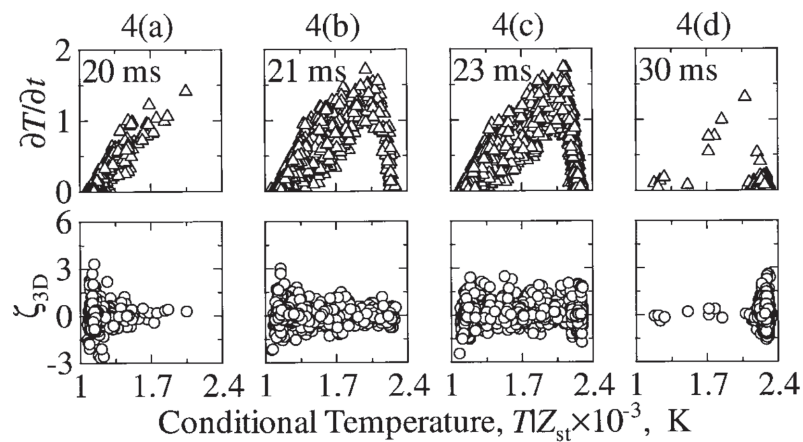 4(a) 4(b) 4(c) 4(d)
2
20 ms 21 ms 23 ms 30 ms
∂T/∂t
1
0
6
3
ζ3D
0
-3
1 1.7 2.4 1 1.7 2.4 1 1.7 2.4 1 1.7 2.4
Conditional Temperature, T|Zst×10-3, K